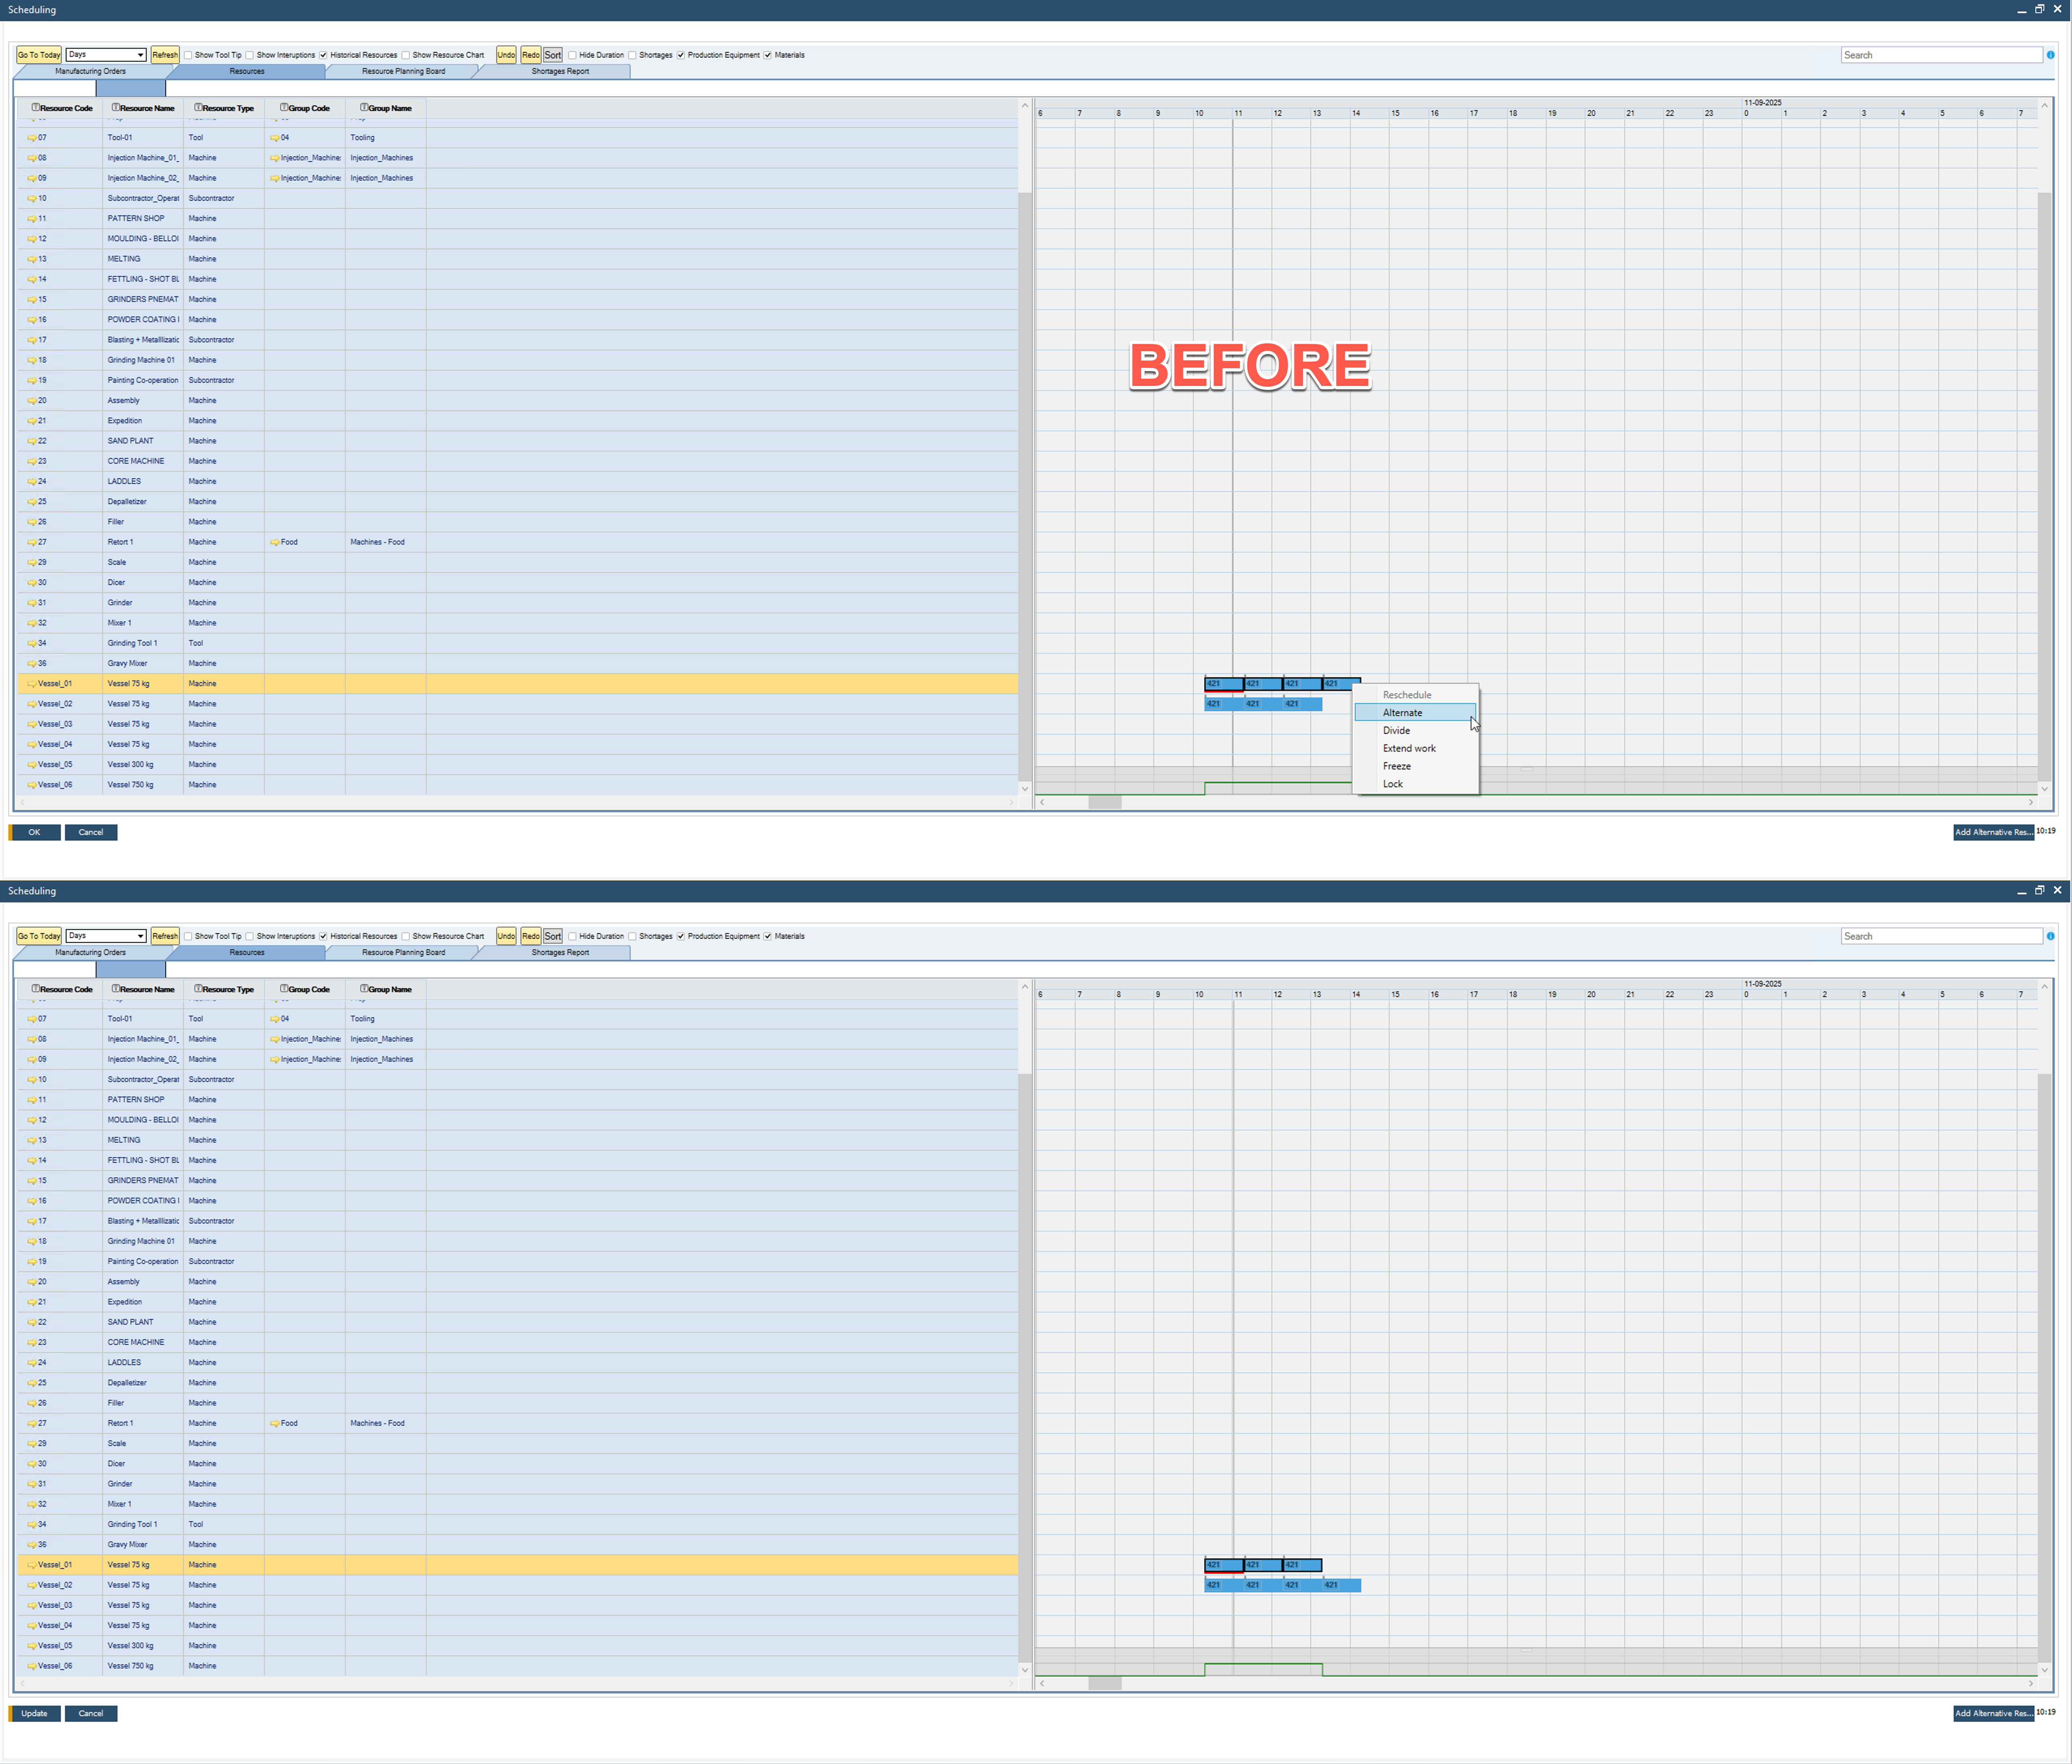 Scheduling
Go To Today Days Refresh Show Tool Tip Show Interuptions Historical Resources Show Resource Chart Undo Redo Sort Hide Duration Shortages Production Equipment Materials Search
Manufacturing Orders Resources Resource Planning Board Shortages Report
11-09-2025
Resource Code Resource Name Resource Type Group Code Group Name 6 7 8 9 10 11 12 13 14 15 16 17 18 19 20 21 22 23 0 1 2 3 4 5 6 7
07 Tool-01 Tool 04 Tooling
08 Injection Machine_01_ Machine Injection_Machine: Injection_Machines
09 Injection Machine_02_ Machine Injection_Machine: Injection_Machines
10 Subcontractor_Operat Subcontractor
11 PATTERN SHOP Machine
12 MOULDING - BELLOI Machine
13 MELTING Machine
14 FETTLING - SHOT BL Machine
15 GRINDERS PNEMAT Machine
16 POWDER COATING I Machine
17 Blasting + Metallizatic Subcontractor
18 Grinding Machine 01 Machine
BEFORE
19 Painting Co-operation Subcontractor
20 Assembly Machine
21 Expedition Machine
22 SAND PLANT Machine
23 CORE MACHINE Machine
24 LADDLES Machine
25 Depalletizer Machine
26 Filler Machine
27 Retort 1 Machine Food Machines - Food
29 Scale Machine
30 Dicer Machine
31 Grinder Machine
32 Mixer 1 Machine
34 Grinding Tool 1 Tool
36 Gravy Mixer Machine
Vessel_01 Vessel 75 kg Machine 421 421 421 421
Reschedule
Vessel_02 Vessel 75 kg Machine 421 421 421
Alternate
Vessel_03 Vessel 75 kg Machine
Divide
Vessel_04 Vessel 75 kg Machine
Extend work
Vessel_05 Vessel 300 kg Machine
Freeze
Vessel_06 Vessel 750 kg Machine
Lock
OK Cancel Add Alternative Res... 10:19
Scheduling
Go To Today Days Refresh Show Tool Tip Show Interuptions Historical Resources Show Resource Chart Undo Redo Sort Hide Duration Shortages Production Equipment Materials Search
Manufacturing Orders Resources Resource Planning Board Shortages Report
11-09-2025
Resource Code Resource Name Resource Type Group Code Group Name 6 7 8 9 10 11 12 13 14 15 16 17 18 19 20 21 22 23 0 1 2 3 4 5 6 7
07 Tool-01 Tool 04 Tooling
08 Injection Machine_01_ Machine Injection_Machine: Injection_Machines
09 Injection Machine_02_ Machine Injection_Machine: Injection_Machines
10 Subcontractor_Operat Subcontractor
11 PATTERN SHOP Machine
12 MOULDING - BELLOI Machine
13 MELTING Machine
14 FETTLING - SHOT BL Machine
15 GRINDERS PNEMAT Machine
16 POWDER COATING I Machine
17 Blasting + Metallizatic Subcontractor
18 Grinding Machine 01 Machine
19 Painting Co-operation Subcontractor
20 Assembly Machine
21 Expedition Machine
22 SAND PLANT Machine
23 CORE MACHINE Machine
24 LADDLES Machine
25 Depalletizer Machine
26 Filler Machine
27 Retort 1 Machine Food Machines - Food
29 Scale Machine
30 Dicer Machine
31 Grinder Machine
32 Mixer 1 Machine
34 Grinding Tool 1 Tool
36 Gravy Mixer Machine
Vessel_01 Vessel 75 kg Machine 421 421 421
Vessel_02 Vessel 75 kg Machine 421 421 421 421
Vessel_03 Vessel 75 kg Machine
Vessel_04 Vessel 75 kg Machine
Vessel_05 Vessel 300 kg Machine
Vessel_06 Vessel 750 kg Machine
Update Cancel Add Alternative Res... 10:19